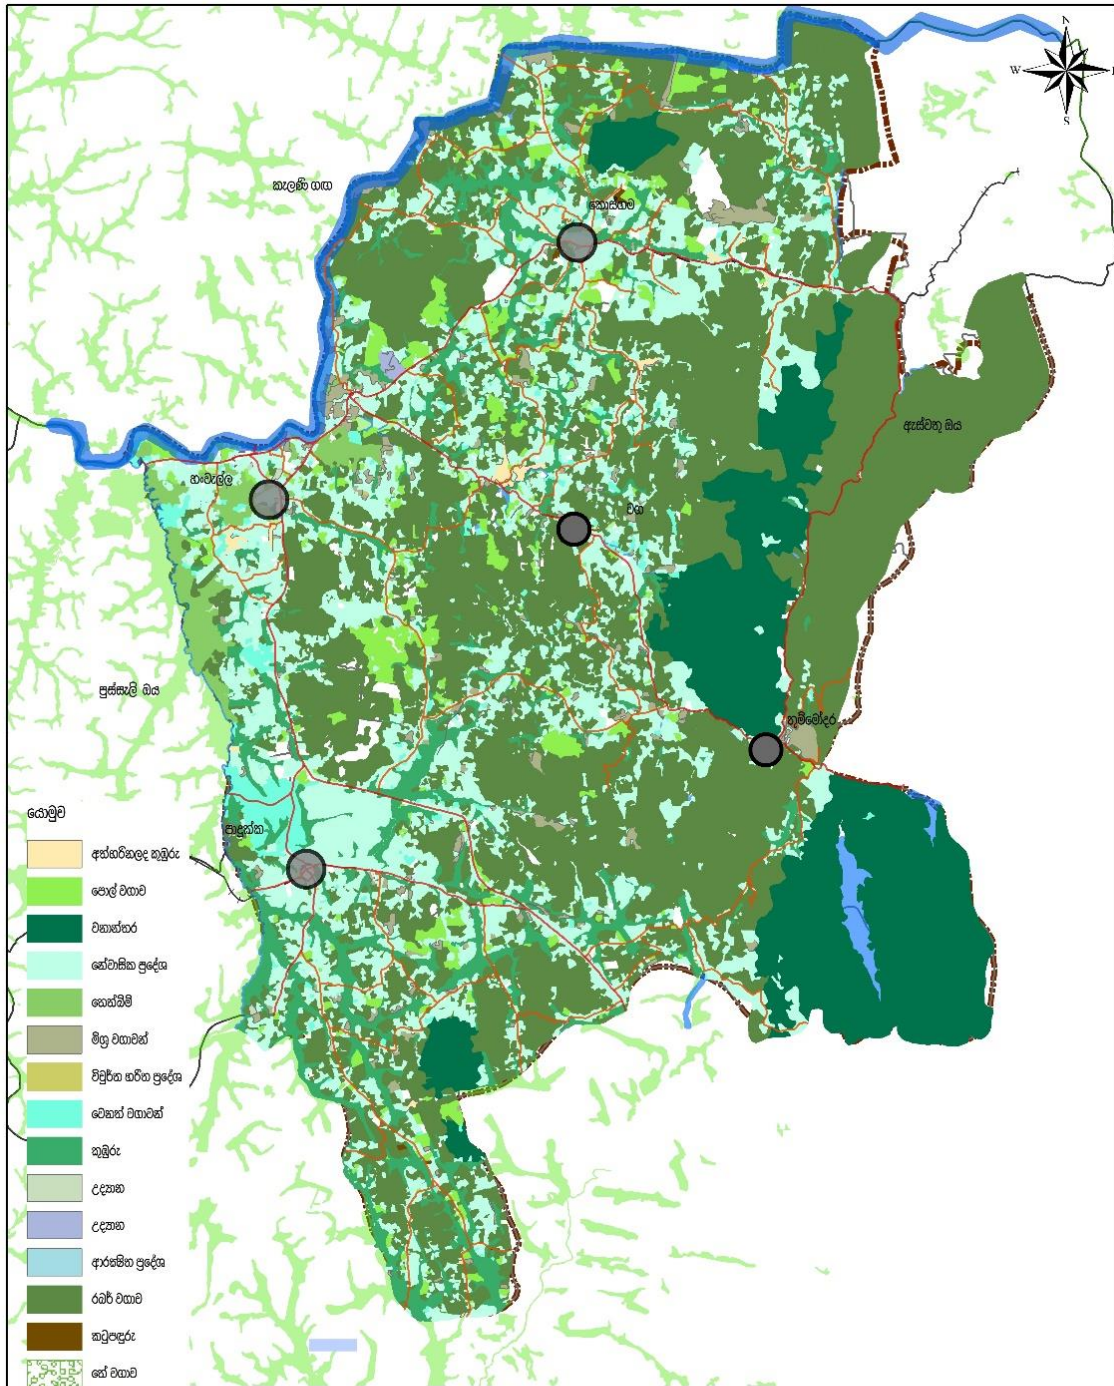 N
W
S
කැලණි ගඟ
කොස්ගම
ඇස්වතු ඔය
හංවැල්ල
වග
පුස්සැලි ඔය
තුම්මෝදර
යොමුව
පාදුක්ක
අත්හරිනලද කුඹුරු
පොල් වගාව
වනාන්තර
නේවාසික ප්‍රදේශ
හෙන්බිම්
මිශ්‍ර වගාවන්
විවුර්ත හරිත ප්‍රදේශ
වෙනත් වගාවන්
කුඹුරු
උද්‍යාන
උද්‍යාන
ආරක්‍ෂිත ප්‍රදේශ
රබර් වගාව
කටුපඳුරු
තේ වගාව